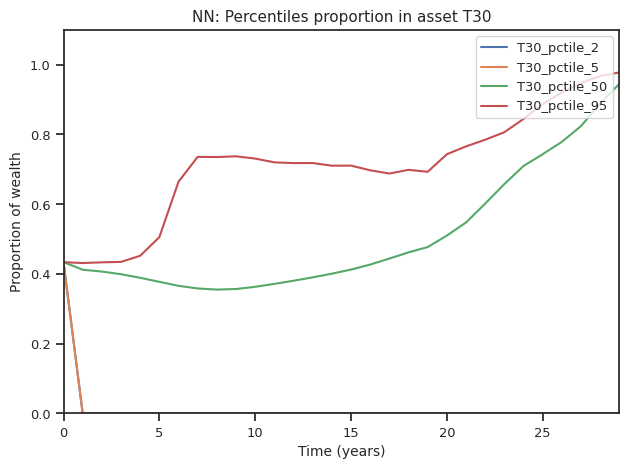 NN: Percentiles proportion in asset T30
T30_pctile_2
T30_pctile_5
T30_pctile_50
T30_pctile_95
Proportion of wealth
1.0
0.8
0.6
0.4
0.2
0.0
0 5 10 15 20 25
Time (years)